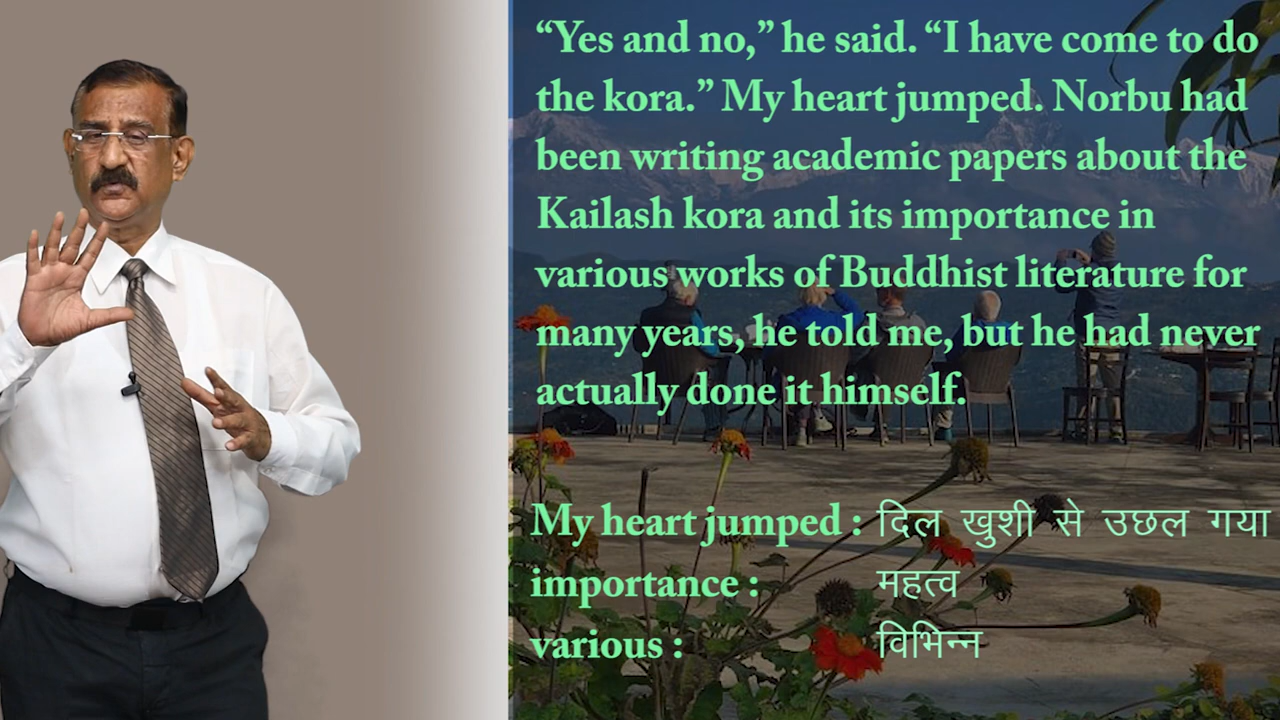 “Yes and no,” he said. “I have come to do
the kora.” My heart jumped. Norbu had
been writing academic papers about the
Kailash kora and its importance in
various works of Buddhist literature for
many years, he told me, but he had never
actually done it himself.
My heart jumped : दिल खुशी से उछल गया
importance : महत्व
various : विभिन्न